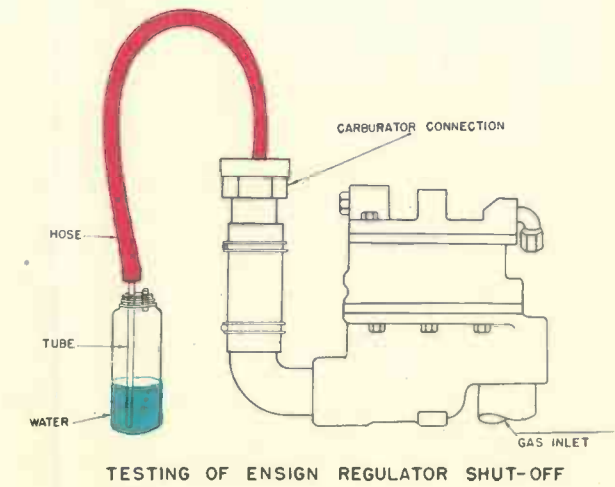 CARBURATOR CONNECTION
HOSE
TUBE
WATER
GAS INLET
TESTING OF ENSIGN REGULATOR SHUT-OFF